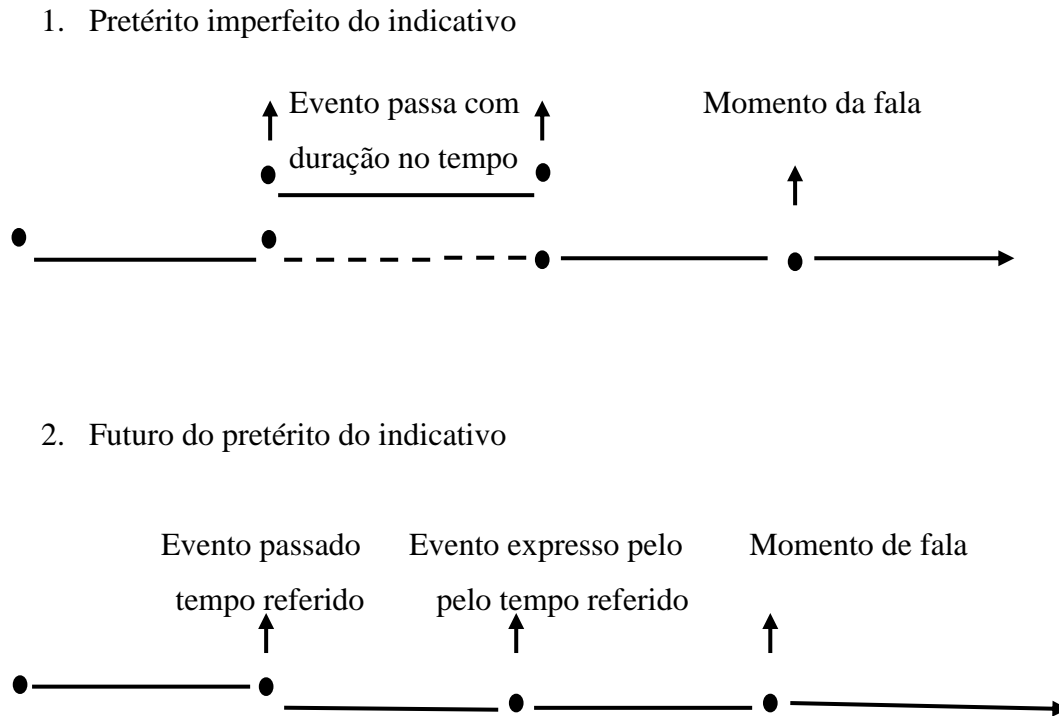 1. Pretérito imperfeito do indicativo
Evento passa com
duração no tempo
Momento da fala
2. Futuro do pretérito do indicativo
Evento passado
tempo referido
Evento expresso pelo
pelo tempo referido
Momento de fala